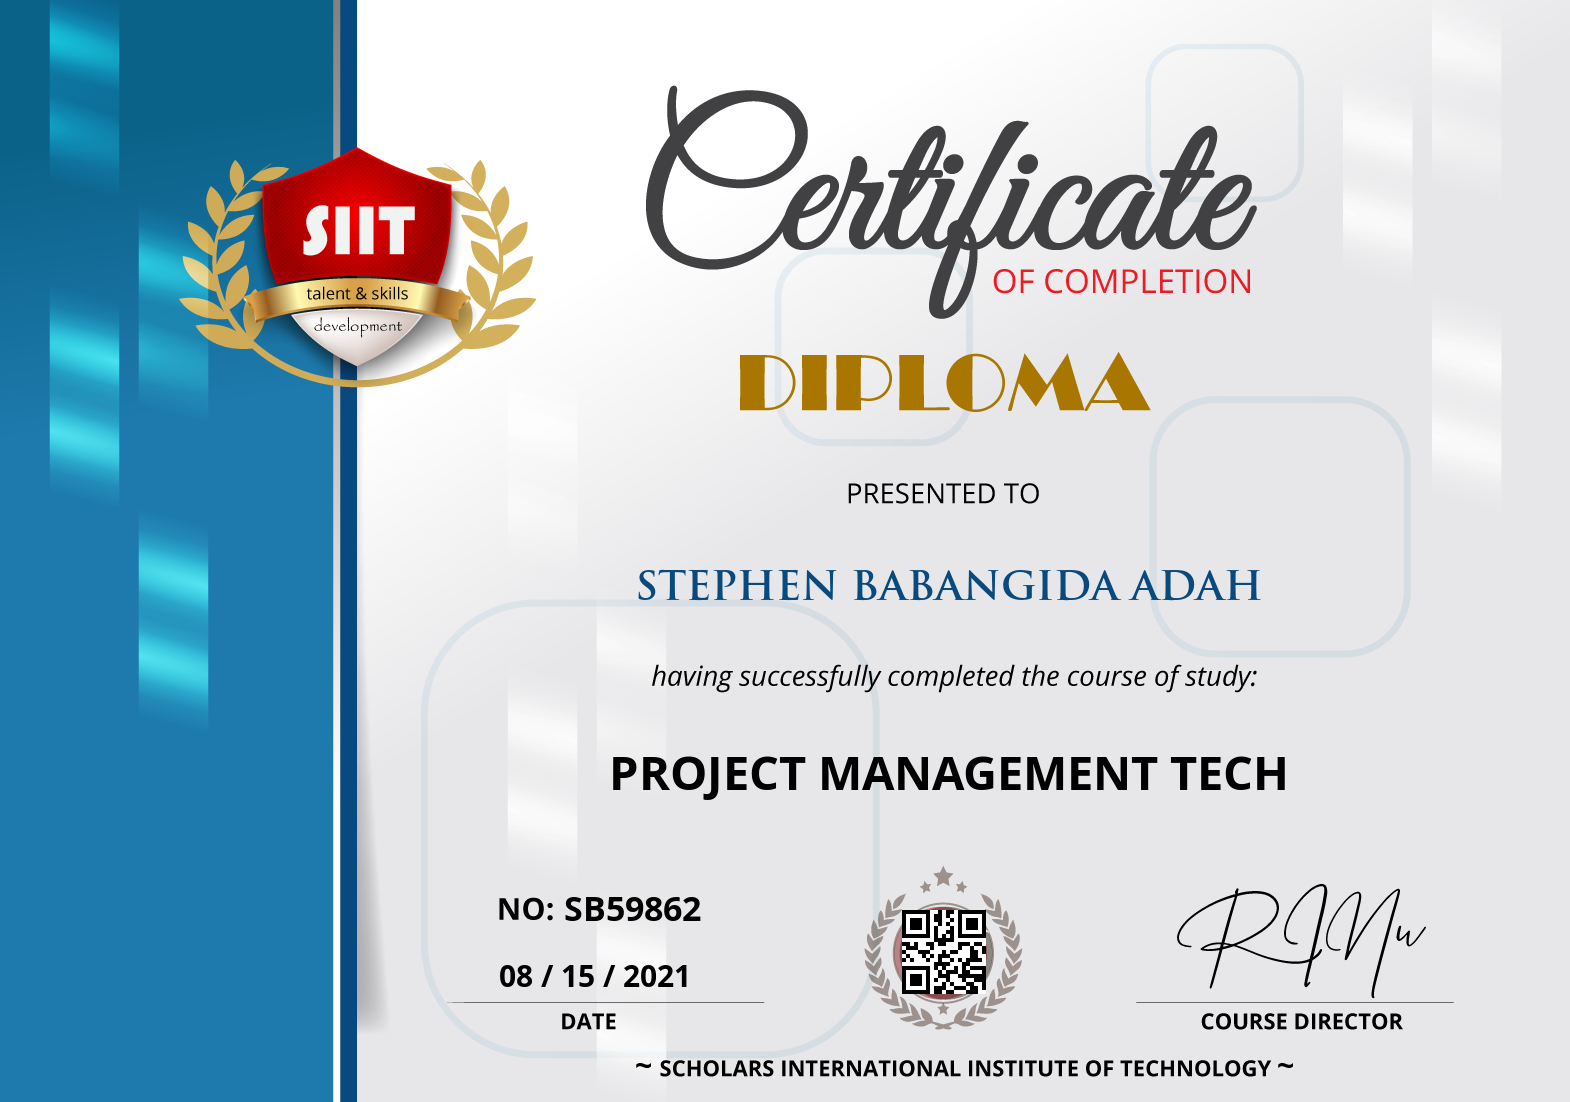 SIIT
talent & skills
development
Certificate
OF COMPLETION
DIPLOMA
PRESENTED TO
STEPHEN BABANGIDA ADAH
having successfully completed the course of study:
PROJECT MANAGEMENT TECH
NO: SB59862
08 / 15 / 2021
DATE
RINw
COURSE DIRECTOR
~ SCHOLARS INTERNATIONAL INSTITUTE OF TECHNOLOGY ~